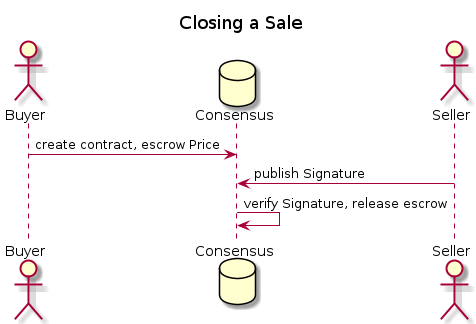 Closing a Sale
Buyer
Consensus
Seller
create contract, escrow Price
publish Signature
verify Signature, release escrow
Buyer
Consensus
Seller